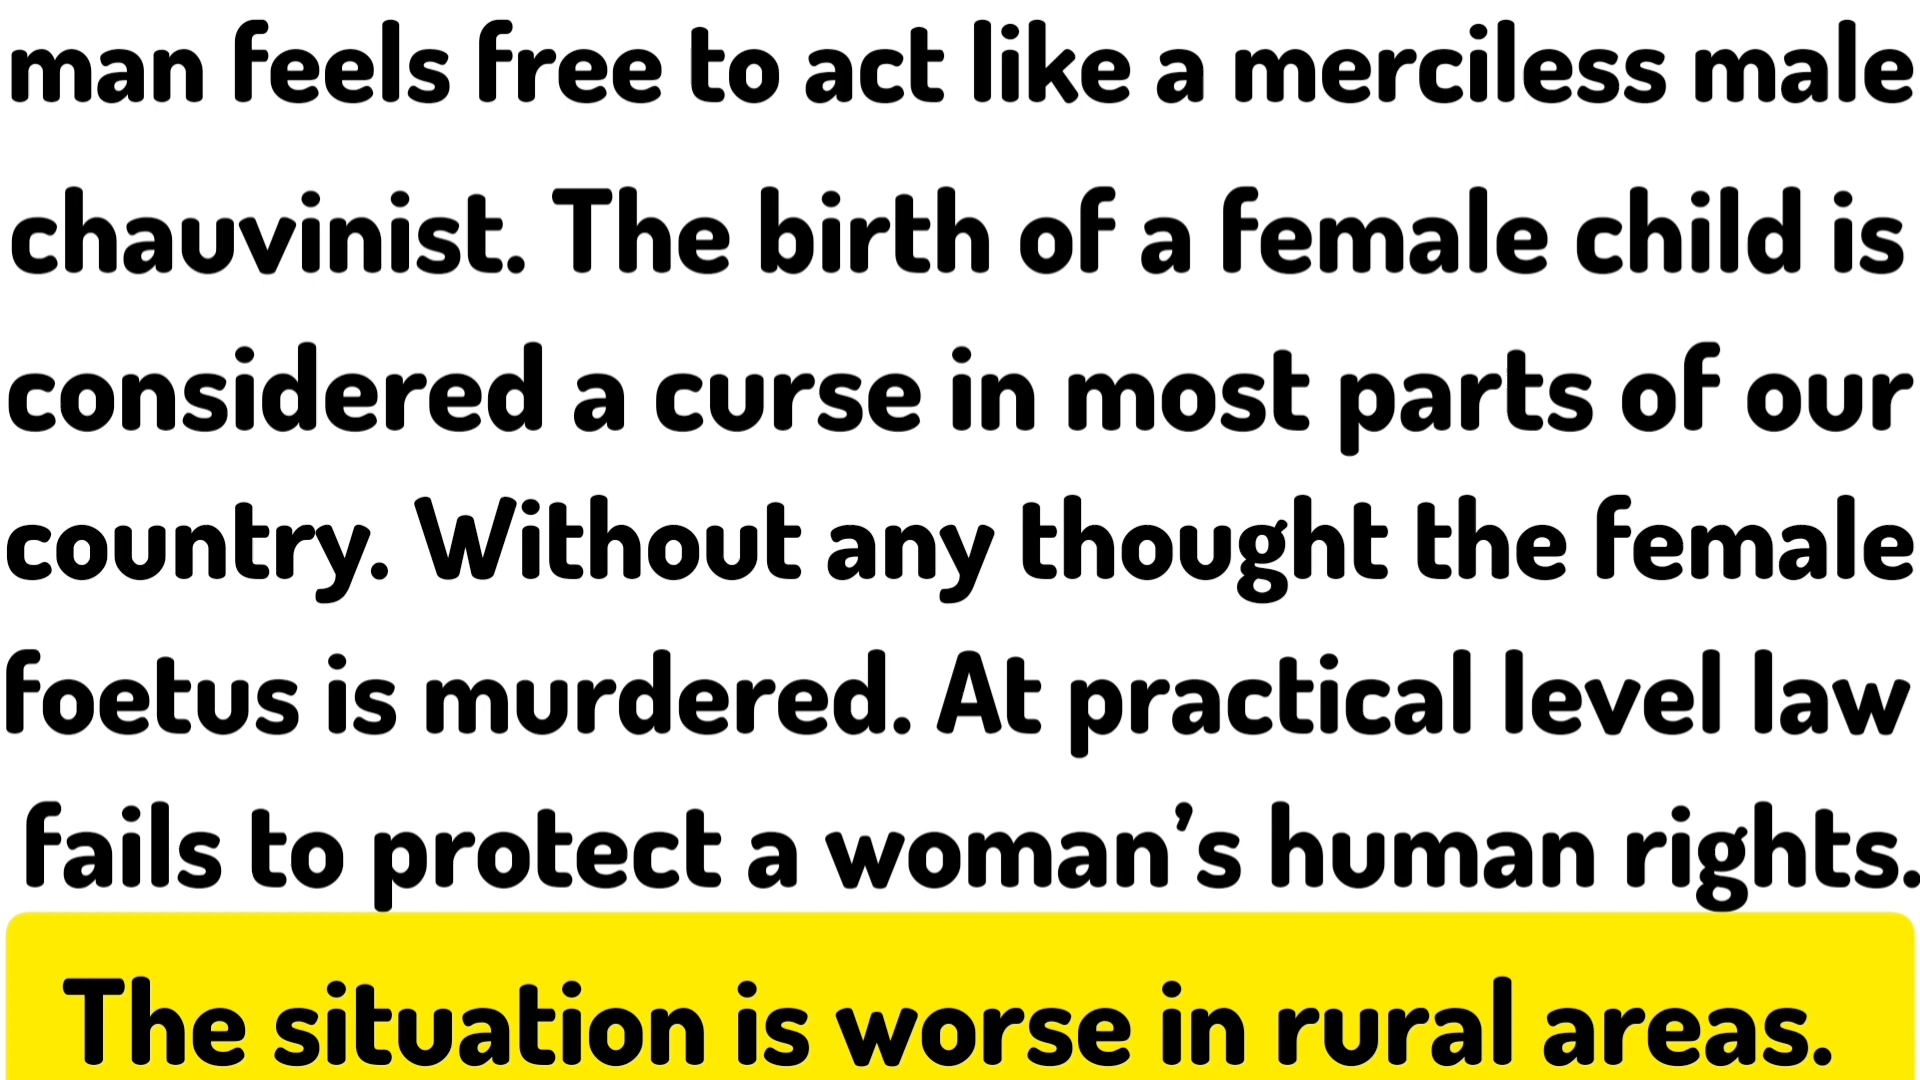 man feels free to act like a merciless male
chauvinist. The birth of a female child is
considered a curse in most parts of our
country. Without any thought the female
foetus is murdered. At practical level law
fails to protect a woman’s human rights.
The situation is worse in rural areas.